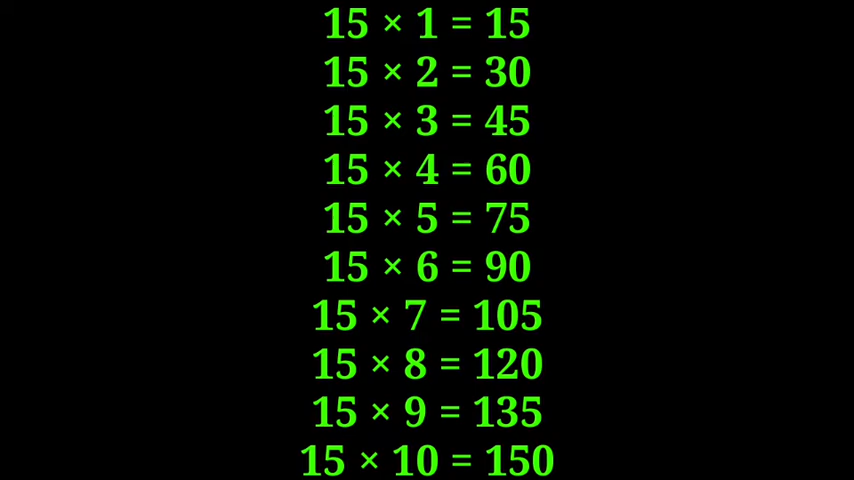 15 × 1 = 15
15 × 2 = 30
15 × 3 = 45
15 × 4 = 60
15 × 5 = 75
15 × 6 = 90
15 × 7 = 105
15 × 8 = 120
15 × 9 = 135
15 × 10 = 150